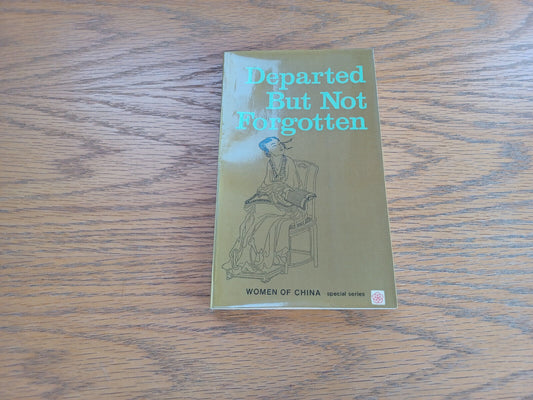 Departed
But Not
Forgotten
WOMEN OF CHINA special series